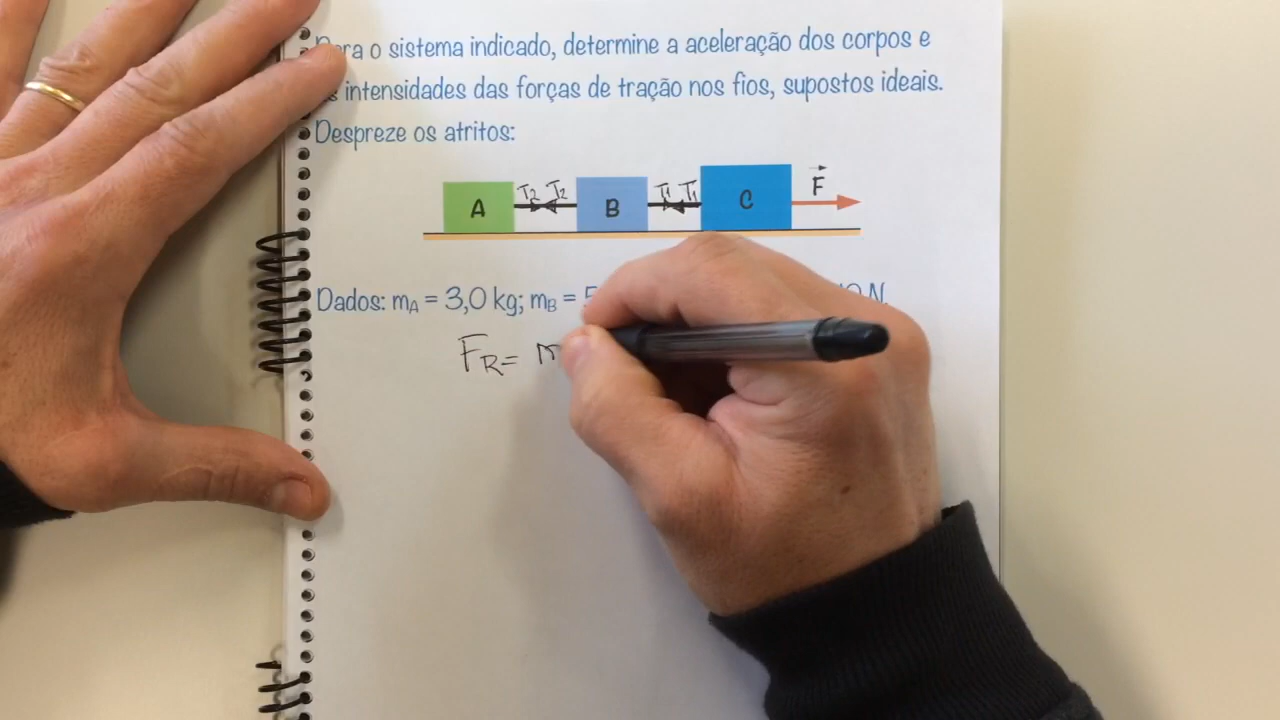 o sistema indicado, determine a aceleração dos corpos e
intensidades das forças de tração nos fios, supostos ideais.
Despreze os atritos:
A T2 T2 B T1 T1 C F
Dados: mA = 3,0 kg; mB = N.
FR =